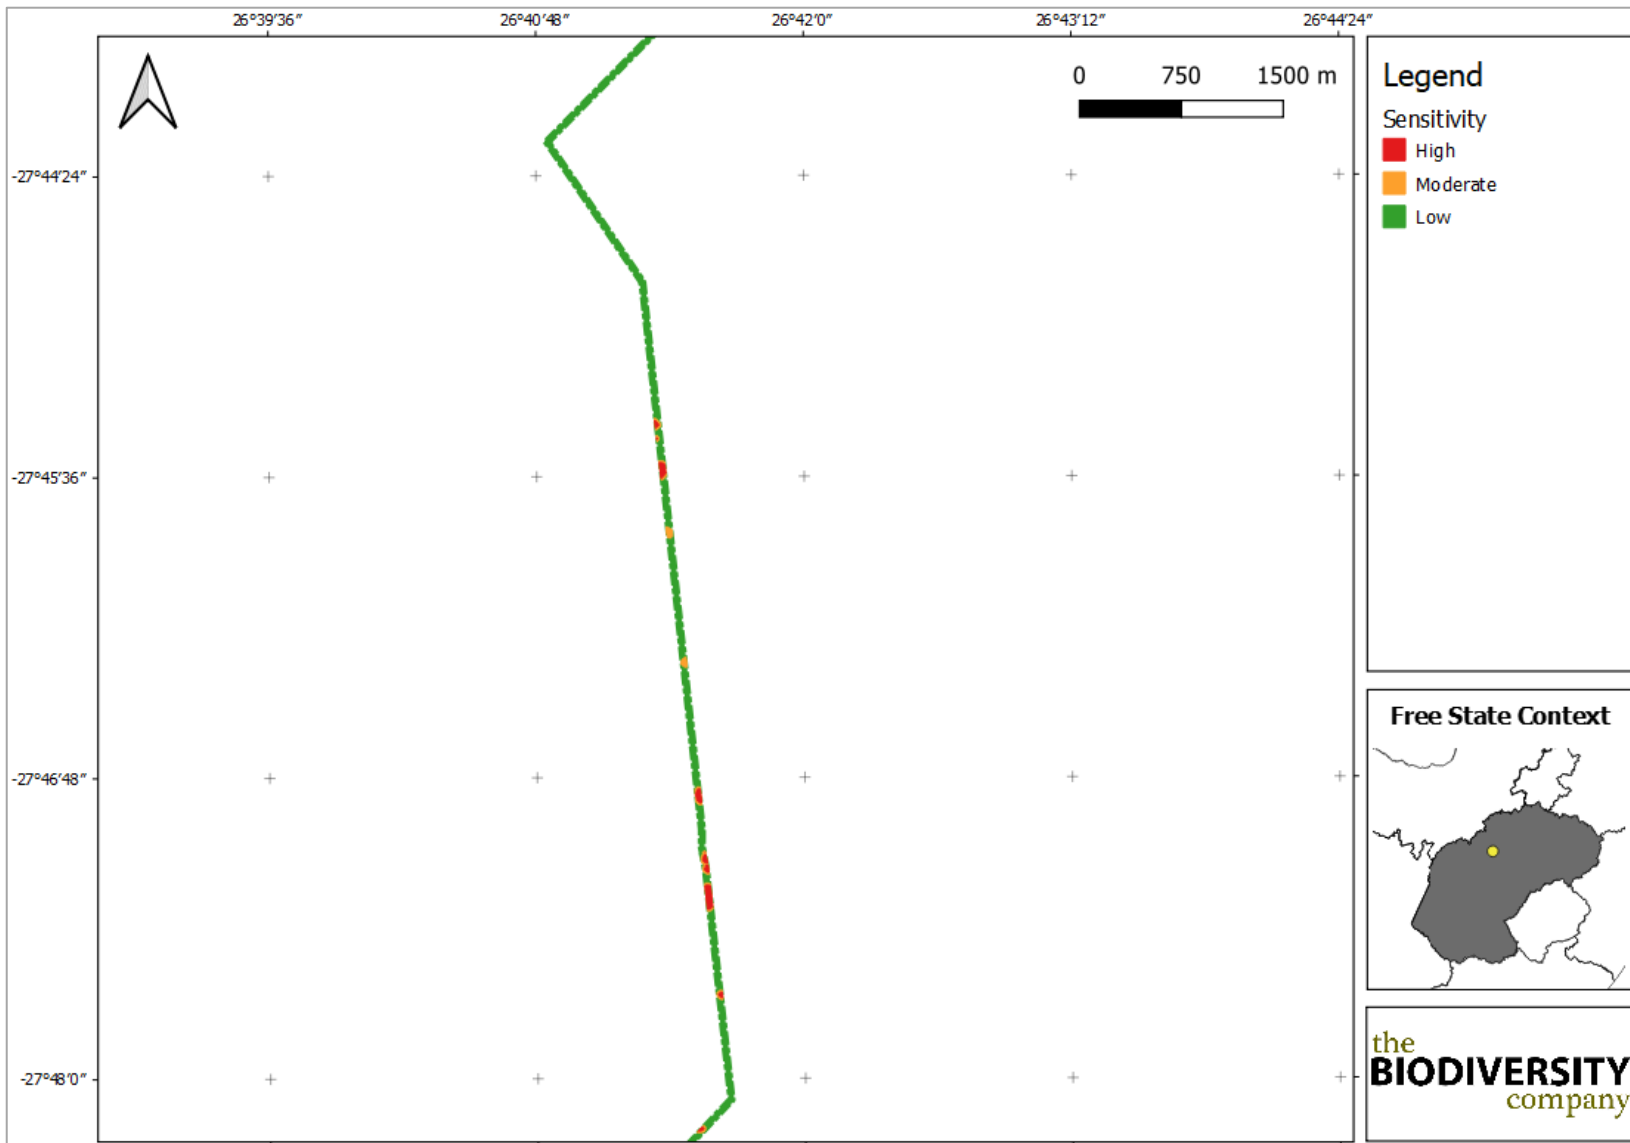 26°39′36″ 26°40′48″ 26°42′0″ 26°43′12″ 26°44′24″
0 750 1500 m
Legend
Sensitivity
High
Moderate
Low
-27°44′24″
-27°45′36″
-27°46′48″
-27°48′0″
Free State Context
the
BIODIVERSITY
company